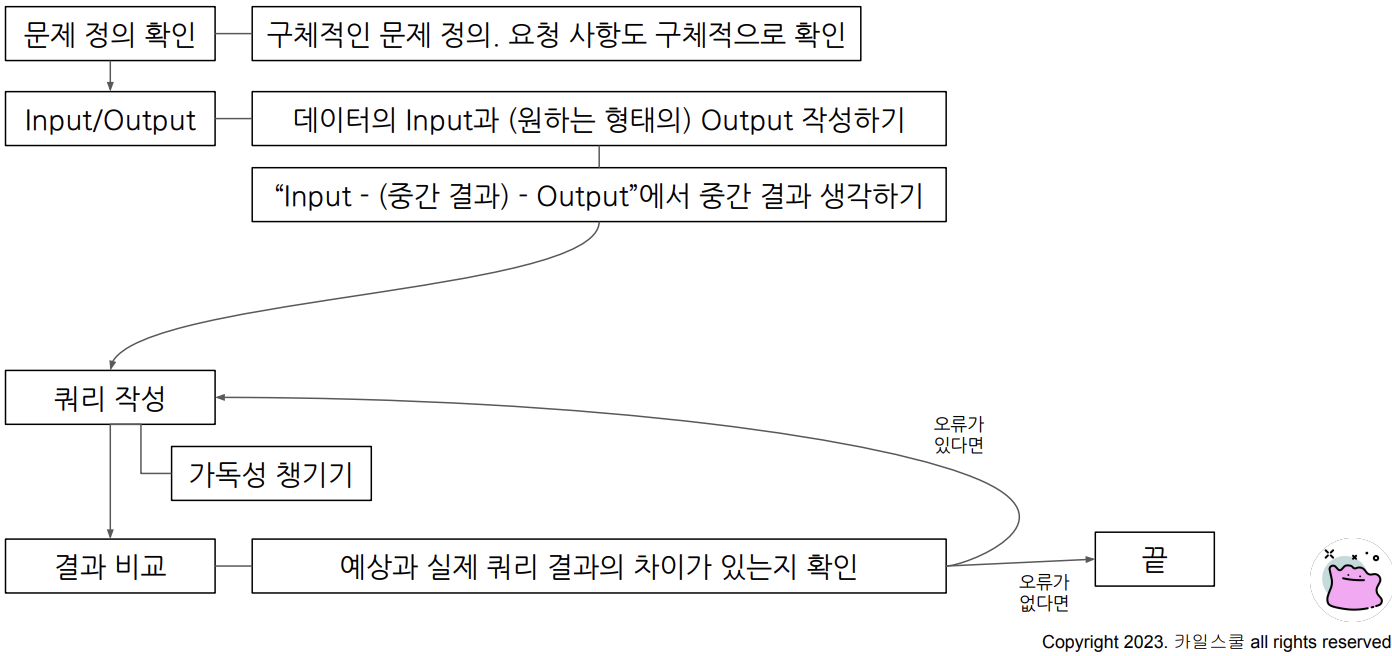 문제 정의 확인
구체적인 문제 정의. 요청 사항도 구체적으로 확인
Input/Output
데이터의 Input과 (원하는 형태의) Output 작성하기
“Input - (중간 결과) - Output”에서 중간 결과 생각하기
쿼리 작성
오류가
있다면
가독성 챙기기
결과 비교
예상과 실제 쿼리 결과의 차이가 있는지 확인
끝
오류가
없다면
Copyright 2023. 카일스쿨 all rights reserved